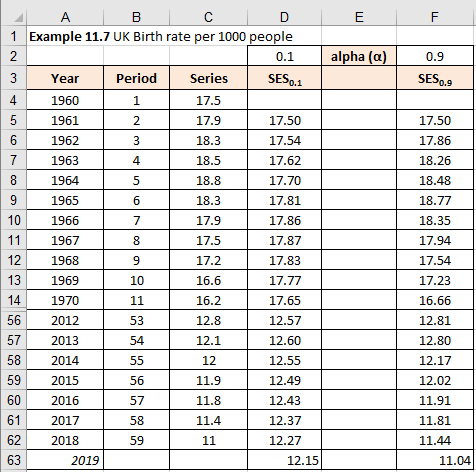 A B C D E F
1 Example 11.7 UK Birth rate per 1000 people
2 0.1 alpha (α) 0.9
3 Year Period Series SES0.1 SES0.9
4 1960 1 17.5
5 1961 2 17.9 17.50 17.50
6 1962 3 18.3 17.54 17.86
7 1963 4 18.5 17.62 18.26
8 1964 5 18.8 17.70 18.48
9 1965 6 18.3 17.81 18.77
10 1966 7 17.9 17.86 18.35
11 1967 8 17.5 17.87 17.94
12 1968 9 17.2 17.83 17.54
13 1969 10 16.6 17.77 17.23
14 1970 11 16.2 17.65 16.66
56 2012 53 12.8 12.57 12.81
57 2013 54 12.1 12.60 12.80
58 2014 55 12 12.55 12.17
59 2015 56 11.9 12.49 12.02
60 2016 57 11.8 12.43 11.91
61 2017 58 11.4 12.37 11.81
62 2018 59 11 12.27 11.44
63 2019 12.15 11.04